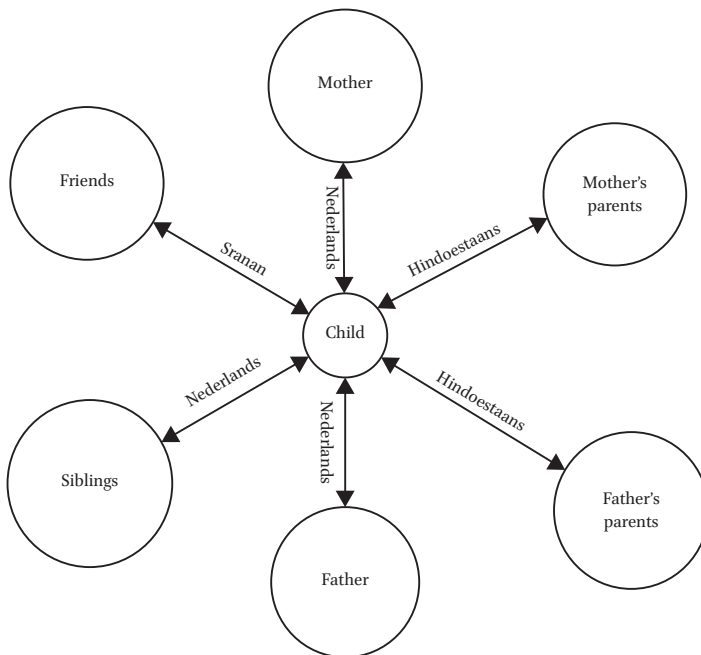 Mother
Friends
Mother's
parents
Nederlands
Sranan
Hindoestaans
Child
Nederlands
Nederlands
Hindoestaans
Siblings
Father's
parents
Father